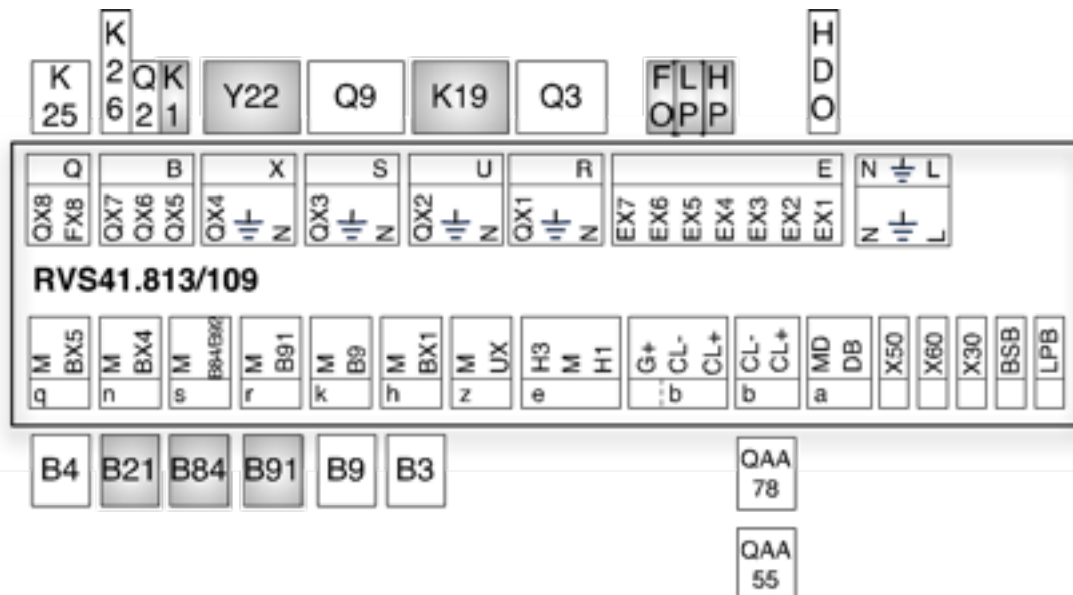 K 25
K 26
Q 2
K 1
Y22
Q9
K19
Q3
F O
L P
H P
H D O
Q
B
X
S
U
R
E
N L
QX8 FX8
QX7 QX6 QX5
QX4 N
QX3 N
QX2 N
QX1 N
EX7 EX6 EX5 EX4 EX3 EX2 EX1
N L
RVS41.813/109
M BX5
M BX4
M B84/B92
M B91
M B9
M BX1
M UX
H3 M H1
G+ CL- CL+
CL- CL+
MD DB
X50
X60
X30
BSB
LPB
q
n
s
r
k
h
z
e
b
b
a
B4
B21
B84
B91
B9
B3
QAA
78
QAA
55